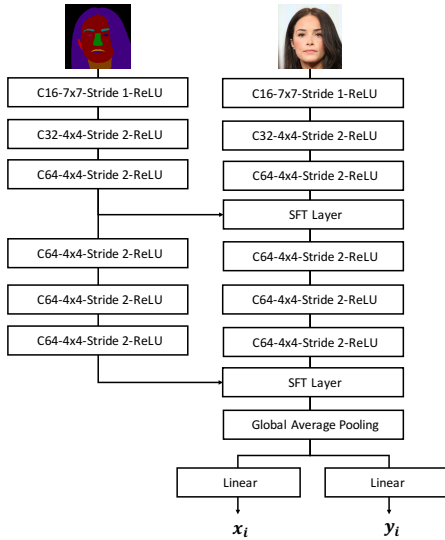 C16-7x7-Stride 1-ReLU
C16-7x7-Stride 1-ReLU
C32-4x4-Stride 2-ReLU
C32-4x4-Stride 2-ReLU
C64-4x4-Stride 2-ReLU
C64-4x4-Stride 2-ReLU
SFT Layer
C64-4x4-Stride 2-ReLU
C64-4x4-Stride 2-ReLU
C64-4x4-Stride 2-ReLU
C64-4x4-Stride 2-ReLU
C64-4x4-Stride 2-ReLU
C64-4x4-Stride 2-ReLU
SFT Layer
Global Average Pooling
Linear
Linear
x_i
y_i